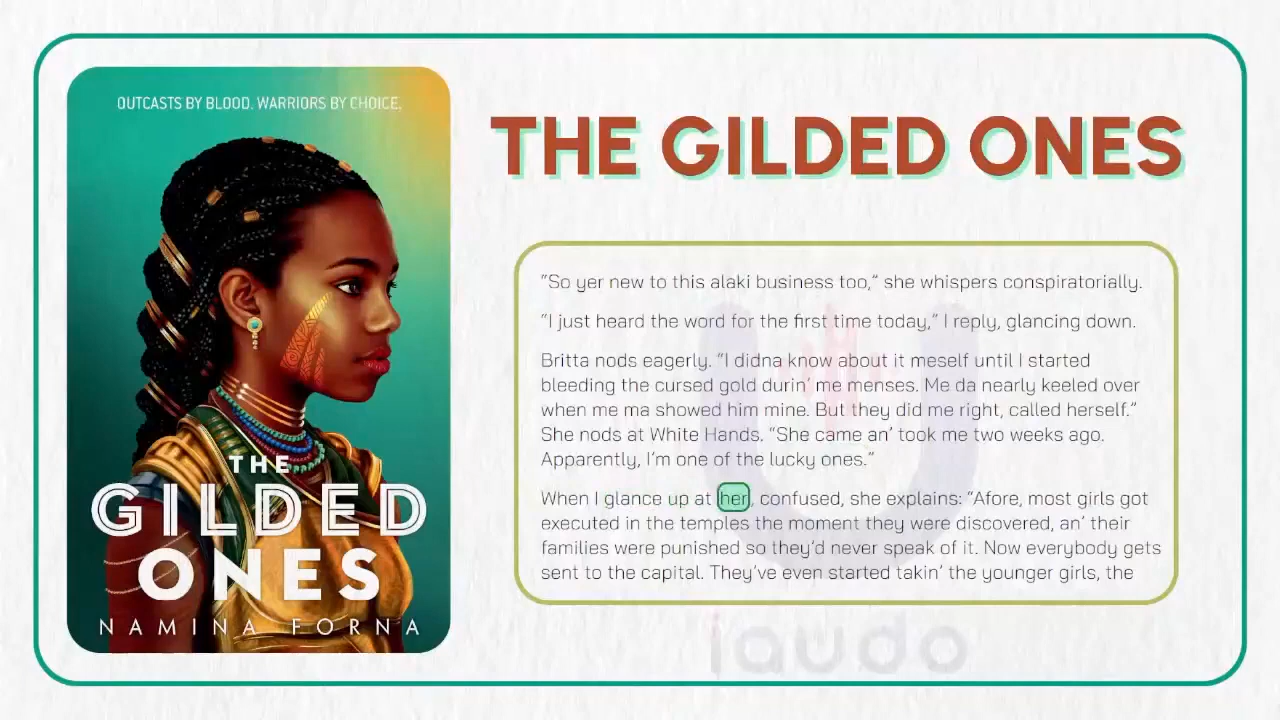 OUTCASTS BY BLOOD. WARRIORS BY CHOICE.
THE
GILDED
ONES
NAMINA FORNA
THE GILDED ONES
“So yer new to this alaki business too,” she whispers conspiratorially.
“I just heard the word for the first time today,” I reply, glancing down.
Britta nods eagerly. “I didna know about it meself until I started
bleeding the cursed gold durin’ me menses. Me da nearly keeled over
when me ma showed him mine. But they did me right, called herself.”
She nods at White Hands. “She came an’ took me two weeks ago.
Apparently, I’m one of the lucky ones.”
When I glance up at her, confused, she explains: “Afore, most girls got
executed in the temples the moment they were discovered, an’ their
families were punished so they’d never speak of it. Now everybody gets
sent to the capital. They’ve even started takin’ the younger girls, the
iaudo